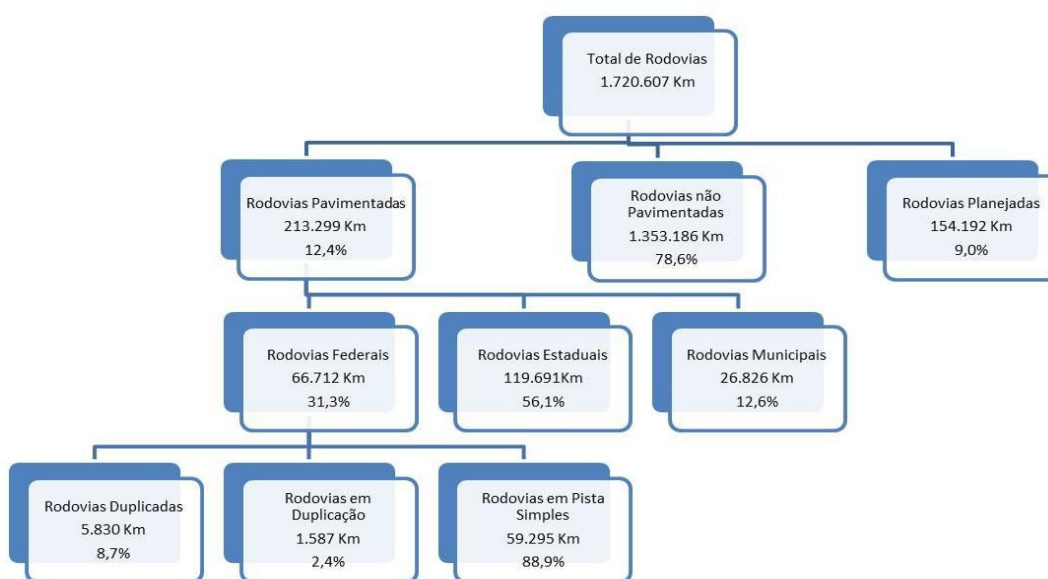 Total de Rodovias
1.720.607 Km
Rodovias Pavimentadas
213.299 Km
12,4%
Rodovias não
Pavimentadas
1.353.186 Km
78,6%
Rodovias Planejadas
154.192 Km
9,0%
Rodovias Federais
66.712 Km
31,3%
Rodovias Estaduais
119.691Km
56,1%
Rodovias Municipais
26.826 Km
12,6%
Rodovias Duplicadas
5.830 Km
8,7%
Rodovias em
Duplicação
1.587 Km
2,4%
Rodovias em Pista
Simples
59.295 Km
88,9%